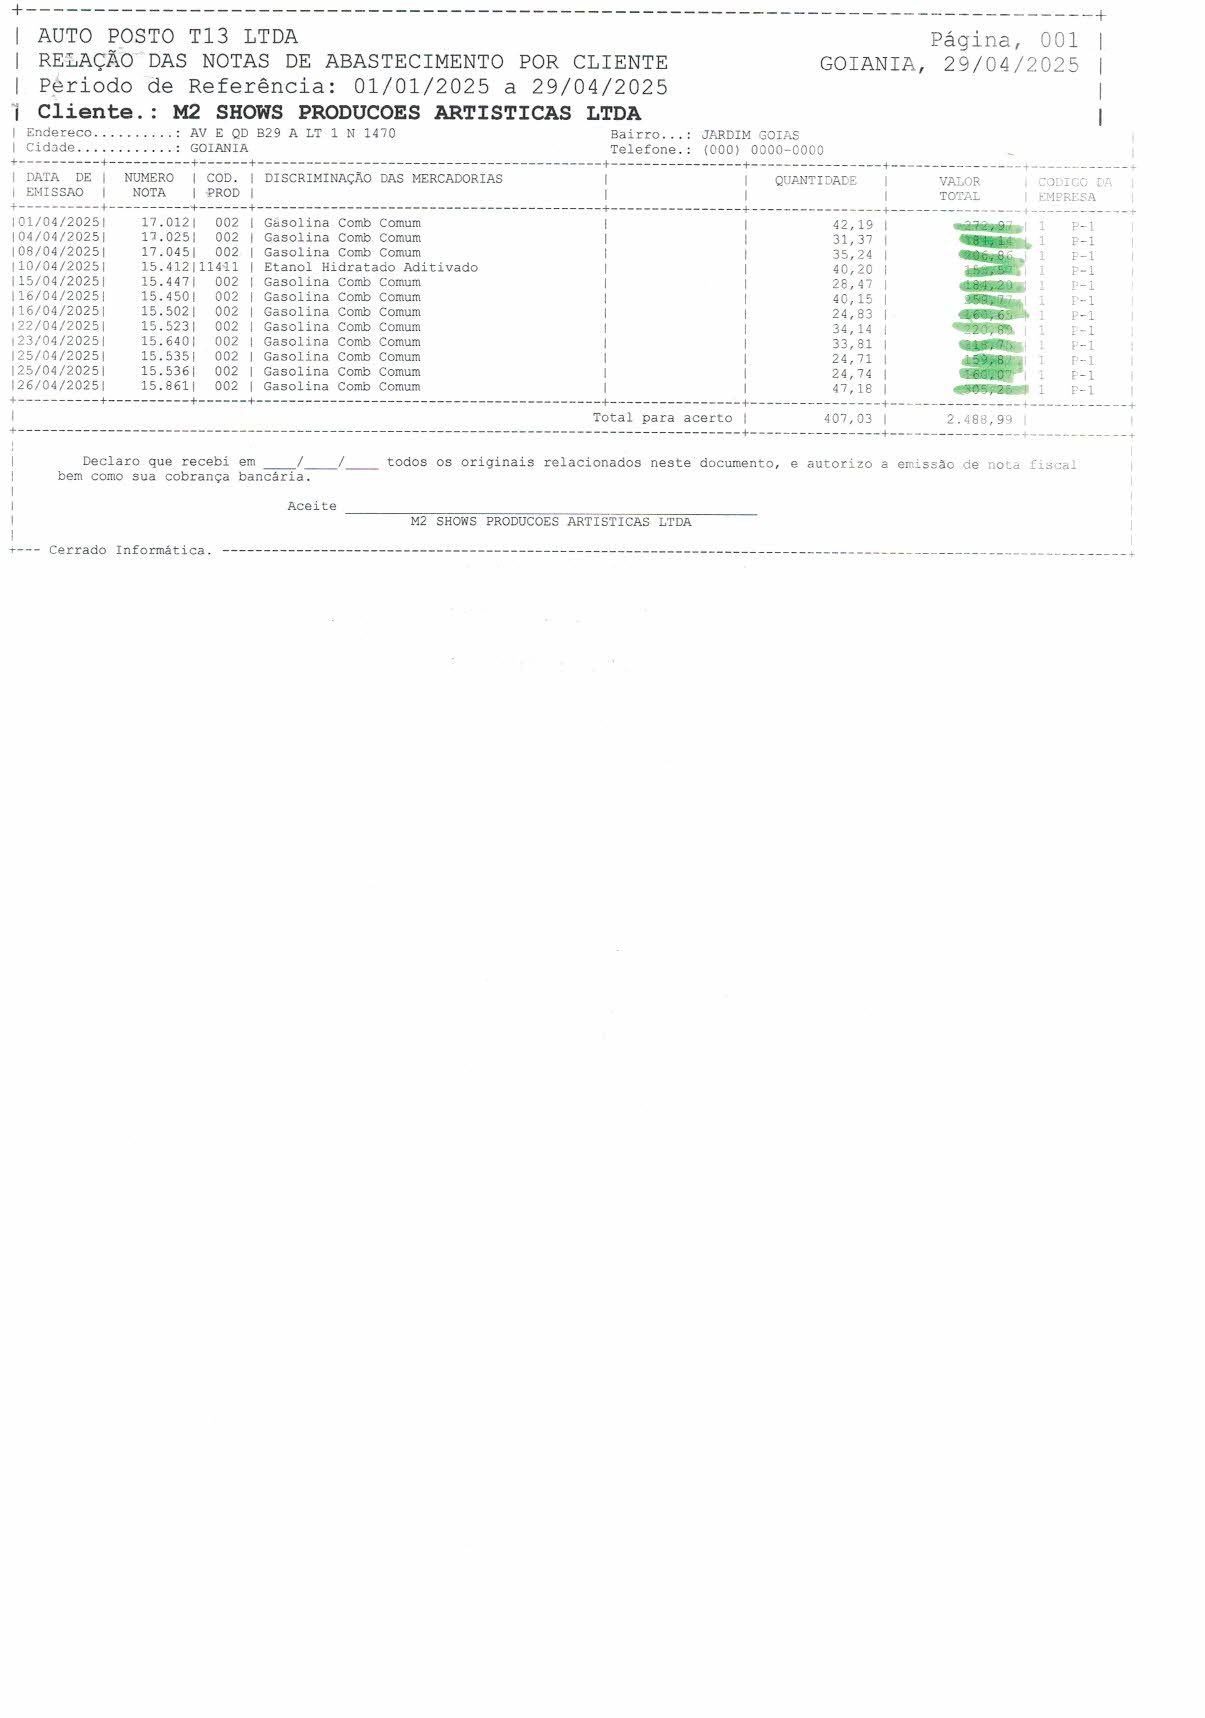 AUTO POSTO T13 LTDA Página, 001
RELAÇÃO DAS NOTAS DE ABASTECIMENTO POR CLIENTE GOIANIA, 29/04/2025
Período de Referência: 01/01/2025 a 29/04/2025
Cliente.: M2 SHOWS PRODUCOES ARTISTICAS LTDA
Endereco..........: AV E QD B29 A LT 1 N 1470 Bairro...: JARDIM GOIAS
Cidade............: GOIANIA Telefone.: (000) 0000-0000
DATA DE | NUMERO | COD. | DISCRIMINAÇÃO DAS MERCADORIAS | | QUANTIDADE | VALOR | CODIGO DA
EMISSAO | NOTA | PROD | | | | TOTAL | EMPRESA
|01/04/2025| 17.012| 002 | Gasolina Comb Comum | | 42,19 | 272,97 | 1 P-1
|04/04/2025| 17.025| 002 | Gasolina Comb Comum | | 31,37 | 1 P-1
|08/04/2025| 17.045| 002 | Gasolina Comb Comum | | 35,24 | 206,86 | 1 P-1
|10/04/2025| 15.412|11411 | Etanol Hidratado Aditivado | | 40,20 | 1 P-1
|15/04/2025| 15.447| 002 | Gasolina Comb Comum | | 28,47 | 184,20 | 1 P-1
|16/04/2025| 15.450| 002 | Gasolina Comb Comum | | 40,15 | 1 P-1
|16/04/2025| 15.502| 002 | Gasolina Comb Comum | | 24,83 | 160,65 | 1 P-1
|22/04/2025| 15.523| 002 | Gasolina Comb Comum | | 34,14 | 220,89 | 1 P-1
|23/04/2025| 15.640| 002 | Gasolina Comb Comum | | 33,81 | 1 P-1
|25/04/2025| 15.535| 002 | Gasolina Comb Comum | | 24,71 | 159,87 | 1 P-1
|25/04/2025| 15.536| 002 | Gasolina Comb Comum | | 24,74 | 160,07 | 1 P-1
|26/04/2025| 15.861| 002 | Gasolina Comb Comum | | 47,18 | 1 P-1
Total para acerto | 407,03 | 2.488,99 |
Declaro que recebi em ____/____/____ todos os originais relacionados neste documento, e autorizo a emissão de nota fiscal
bem como sua cobrança bancária.
Aceite
M2 SHOWS PRODUCOES ARTISTICAS LTDA
+--- Cerrado Informática.